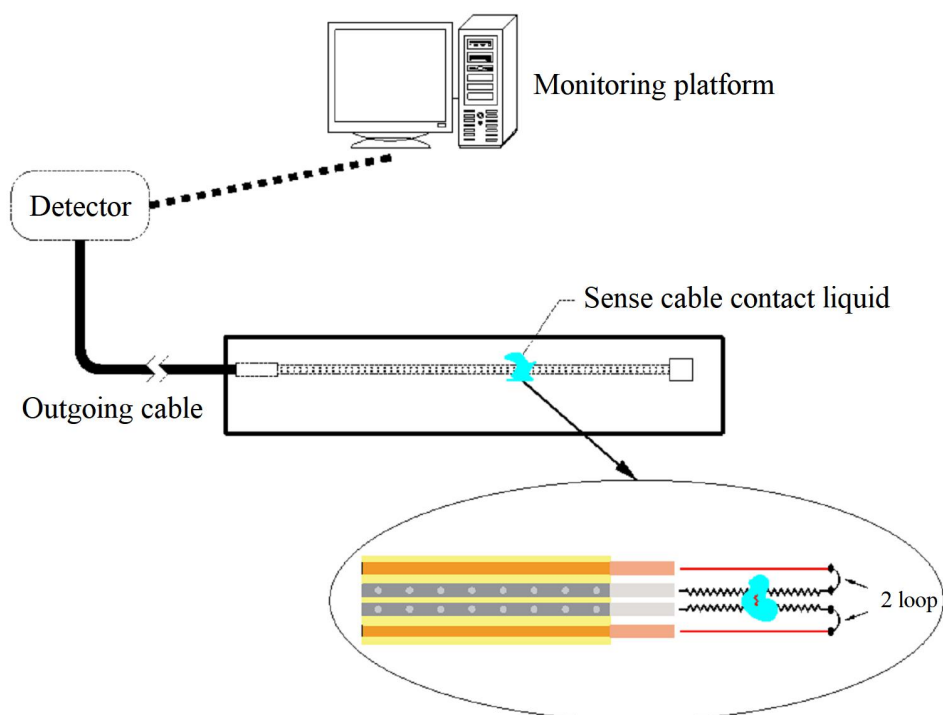 Monitoring platform
Detector
Sense cable contact liquid
Outgoing cable
2 loop